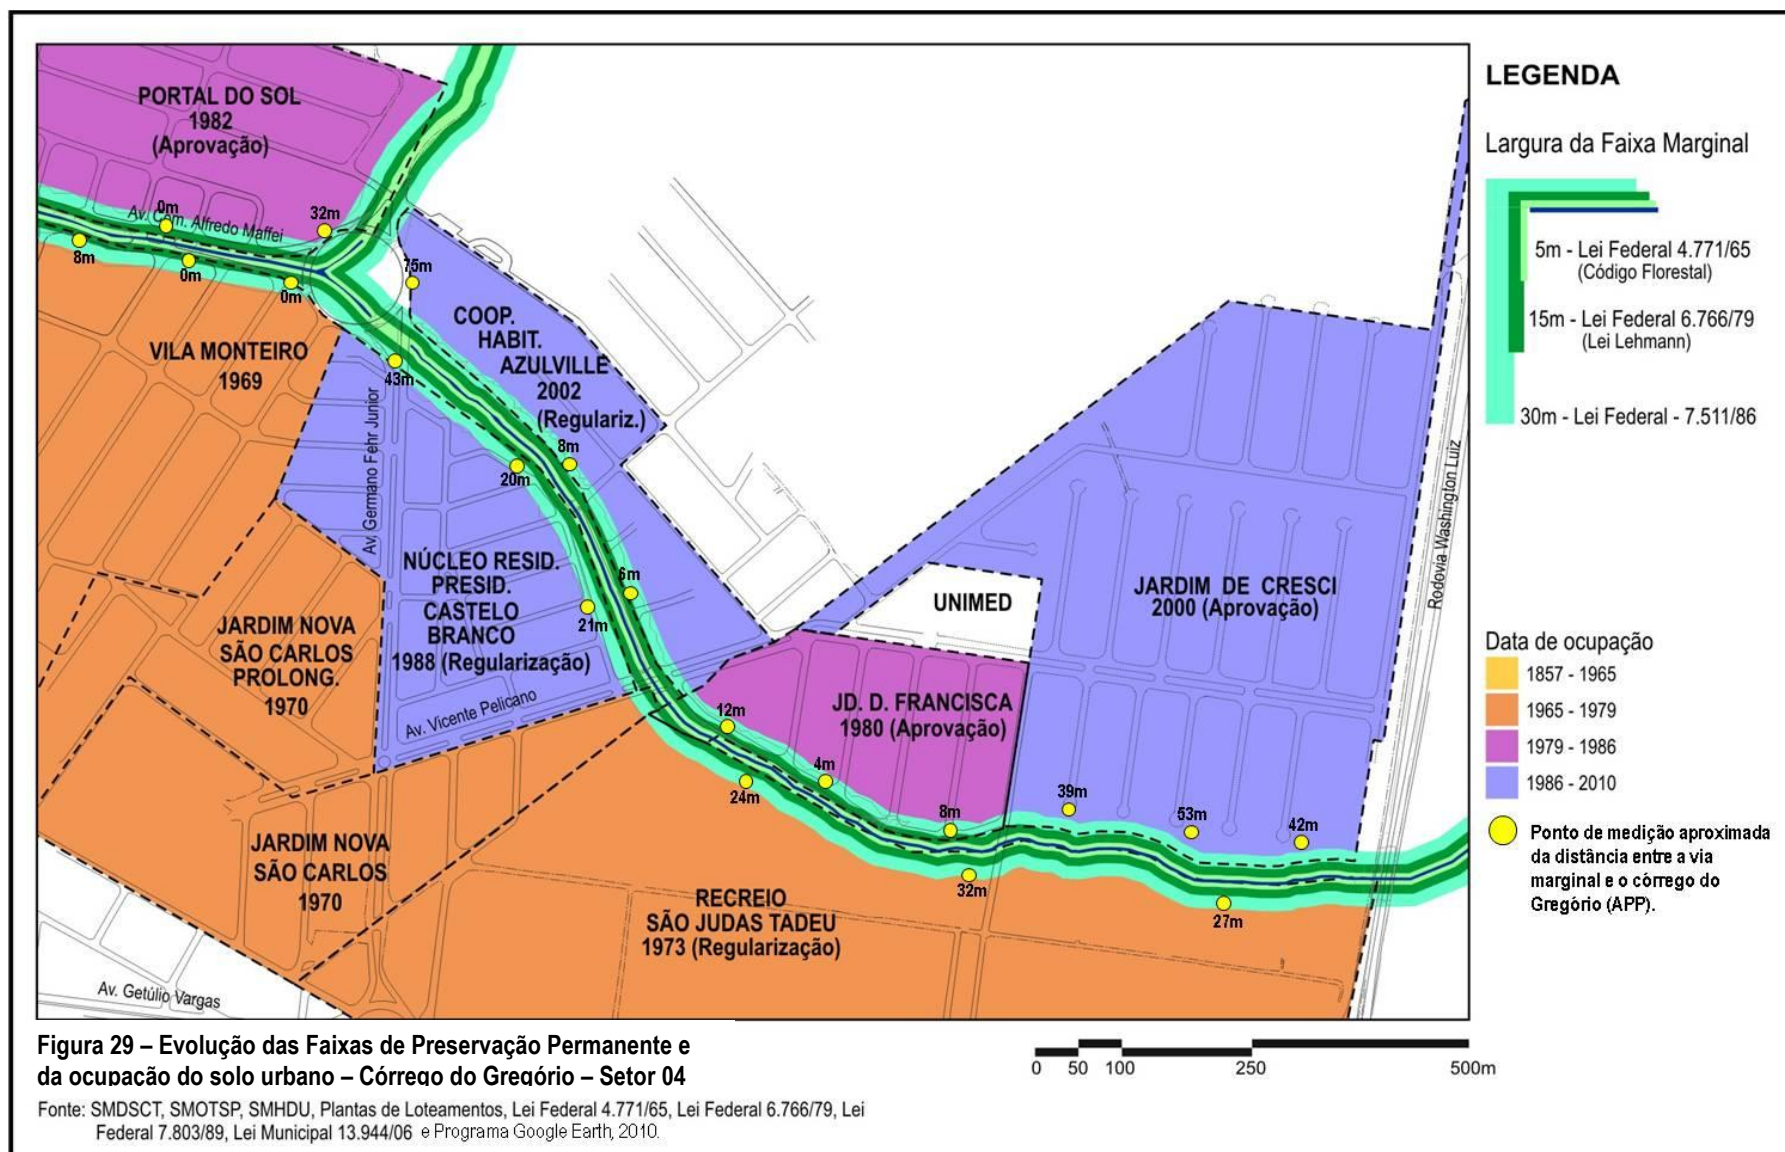 PORTAL DO SOL
1982
(Aprovação)
Av. Com. Alfredo Maffei
0m
32m
8m
0m
0m
75m
43m
VILA MONTEIRO
1969
COOP.
HABIT.
AZULVILLE
2002
(Regulariz.)
Av. Germano Fehr Junior
8m
20m
6m
21m
NÚCLEO RESID.
PRESID.
CASTELO
BRANCO
1988 (Regularização)
Av. Vicente Pelicano
JARDIM NOVA
SÃO CARLOS
PROLONG.
1970
JARDIM NOVA
SÃO CARLOS
1970
UNIMED
JARDIM DE CRESCI
2000 (Aprovação)
Rodovia Washington Luiz
JD. D. FRANCISCA
1980 (Aprovação)
12m
4m
24m
8m
39m
53m
42m
32m
27m
RECREIO
SÃO JUDAS TADEU
1973 (Regularização)
Av. Getúlio Vargas
LEGENDA
Largura da Faixa Marginal
5m - Lei Federal 4.771/65
(Código Florestal)
15m - Lei Federal 6.766/79
(Lei Lehmann)
30m - Lei Federal - 7.511/86
Data de ocupação
1857 - 1965
1965 - 1979
1979 - 1986
1986 - 2010
Ponto de medição aproximada
da distância entre a via
marginal e o córrego do
Gregório (APP).
Figura 29 – Evolução das Faixas de Preservação Permanente e
da ocupação do solo urbano – Córrego do Gregório – Setor 04
0 50 100 250 500m
Fonte: SMDSCT, SMOTSP, SMHDU, Plantas de Loteamentos, Lei Federal 4.771/65, Lei Federal 6.766/79, Lei
Federal 7.803/89, Lei Municipal 13.944/06 e Programa Google Earth, 2010.